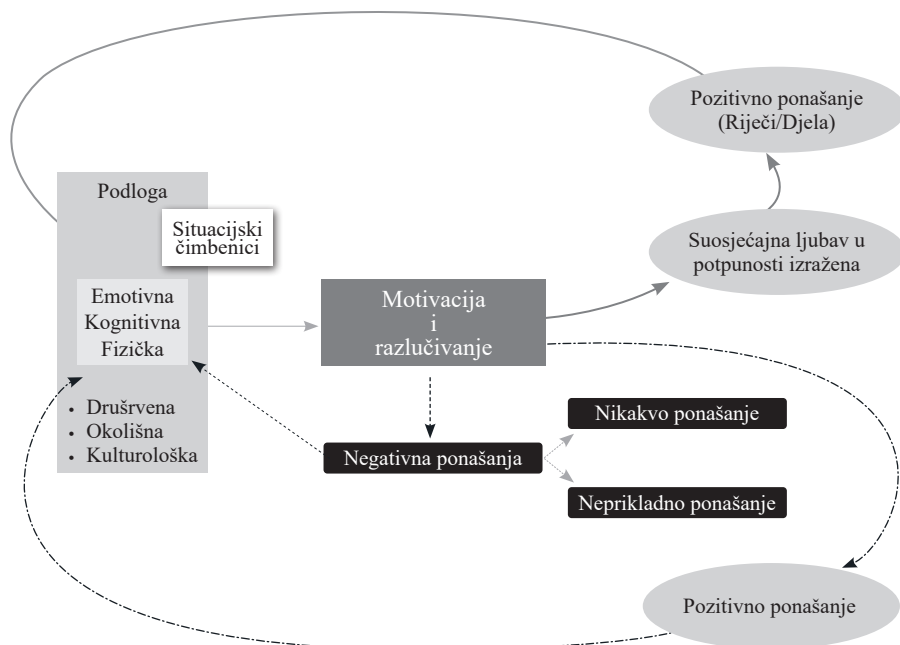 Pozitivno ponašanje
(Riječi/Djela)
Podloga
Situacijski
čimbenici
Suosjećajna ljubav u
potpunosti izražena
Emotivna
Kognitivna
Fizička
Motivacija
i
razlučivanje
• Drušrvena
• Okolišna
• Kulturološka
Nikakvo ponašanje
Negativna ponašanja
Neprikladno ponašanje
Pozitivno ponašanje